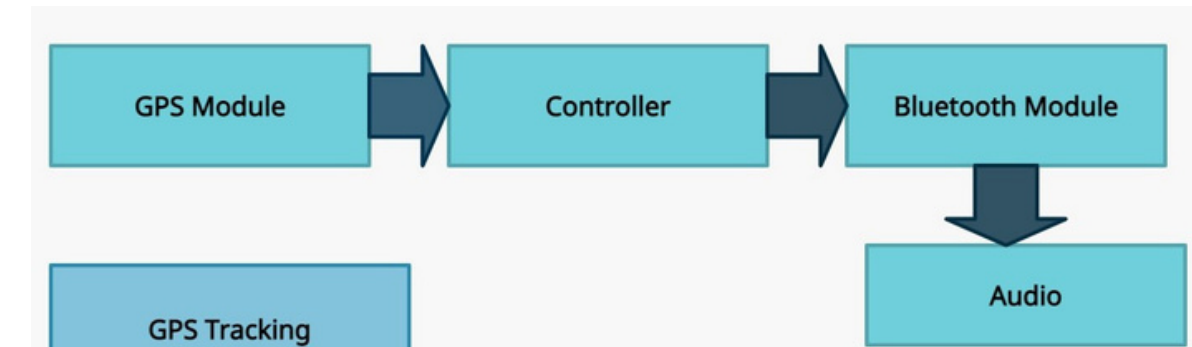 GPS Module
Controller
Bluetooth Module
Audio
GPS Tracking